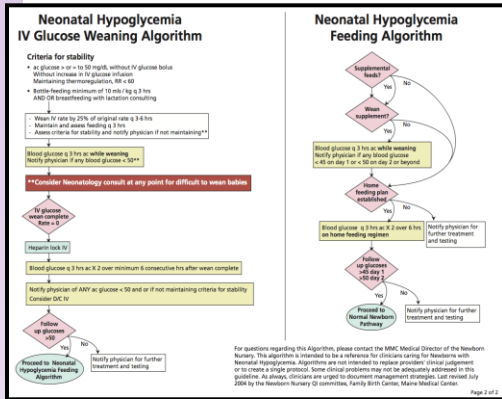 Neonatal Hypoglycemia
IV Glucose Weaning Algorithm
Criteria for stability
• ac glucose > or = to 50 mg/dL without IV glucose bolus
Without increase in IV glucose infusion
Maintaining thermoregulation, RR < 60
• Bottle-feeding minimum of 10 mls / kg q 3 hrs
AND OR breastfeeding with lactation consulting
- Wean IV rate by 25% of original rate q 3-6 hrs
- Maintain and assess feeding q 3 hrs
- Assess criteria for stability and notify physician if not maintaining**
Blood glucose q 3 hrs ac while weaning
Notify physician if any blood glucose < 50**
**Consider Neonatology consult at any point for difficult to wean babies
IV glucose
wean complete
Rate = 0
Heparin lock IV
Blood glucose q 3 hrs ac X 2 over minimum 6 consecutive hrs after wean complete
Notify physician of ANY ac glucose < 50 and or if not maintaining criteria for stability
Consider D/C IV
Follow
up glucoses
>50
Yes
No
Proceed to Neonatal
Hypoglycemia Feeding
Algorithm
Notify physician for further
treatment and testing
Neonatal Hypoglycemia
Feeding Algorithm
Supplemental
feeds?
Yes
No
Wean
supplement?
Yes
No
Blood glucose q 3 hrs ac while weaning
Notify physician if any blood glucose
< 45 on day 1 or < 50 on day 2 or beyond
Home
feeding plan
established
Yes
No
Blood glucose q 3 hrs ac X 2 over 6 hrs
on home feeding regimen
Notify physician for
further treatment
and testing
Follow
up glucoses
>45 day 1
>50 day 2
Yes
No
Proceed to
Normal Newborn
Pathway
Notify physician for further
treatment and testing
For questions regarding this Algorithm, please contact the MMC Medical Director of the Newborn
Nursery. This algorithm is intended to be a reference for clinicians caring for Newborns with
Neonatal Hypoglycemia. Algorithms are not intended to replace providers' clinical judgement
or to create a single protocol. Some clinical problems may not be adequately addressed in this
guideline. As always, clinicians are urged to document management strategies. Last revised July
2004 by the Newborn Nursery QI committee, Family Birth Center, Maine Medical Center.
Page 2 of 2